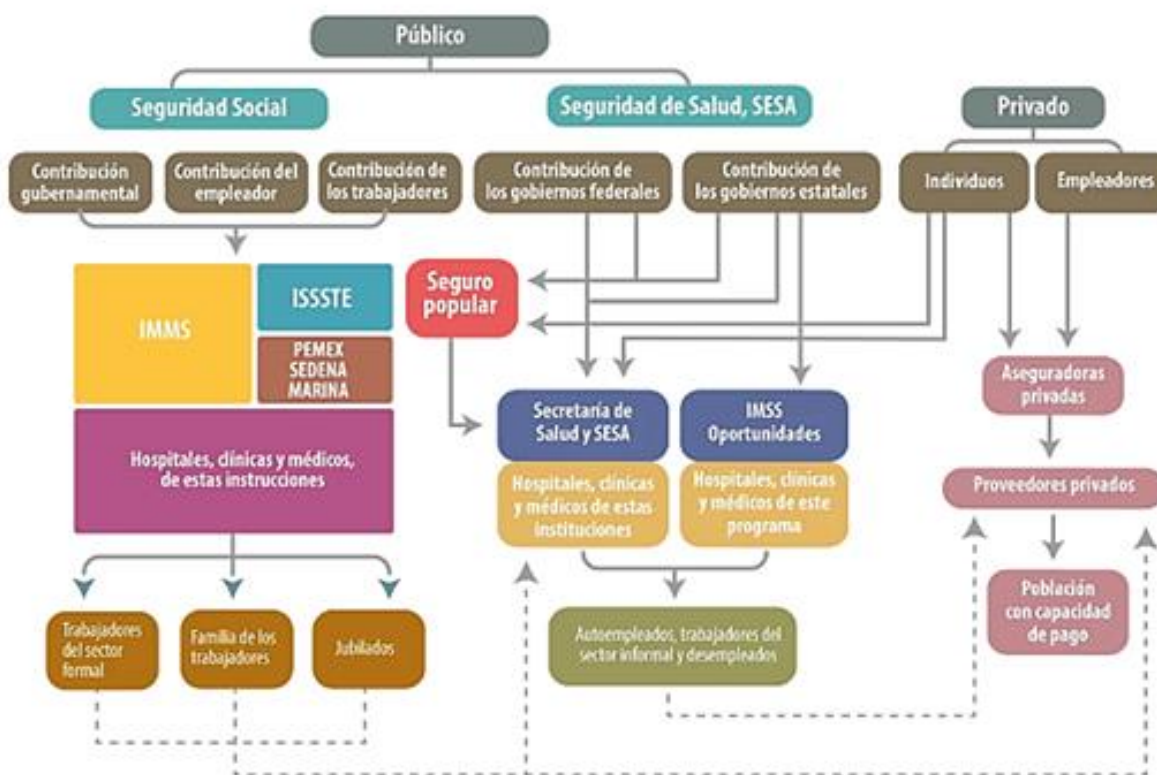 Público
Seguridad Social
Seguridad de Salud, SESA
Privado
Contribución
gubernamental
Contribución del
empleador
Contribución de
los trabajadores
Contribución de
los gobiernos federales
Contribución de
los gobiernos estatales
Individuos
Empleadores
IMMS
ISSSTE
PEMEX
SEDENA
MARINA
Seguro
popular
Hospitales, clínicas y médicos,
de estas instrucciones
Secretaría de
Salud y SESA
IMSS
Oportunidades
Hospitales, clínicas
y médicos de estas
instituciones
Hospitales, clínicas
y médicos de este
programa
Aseguradoras
privadas
Proveedores privados
Población
con capacidad
de pago
Trabajadores
del sector
formal
Familia de los
trabajadores
Jubilados
Autoempleados, trabajadores del
sector informal y desempleados